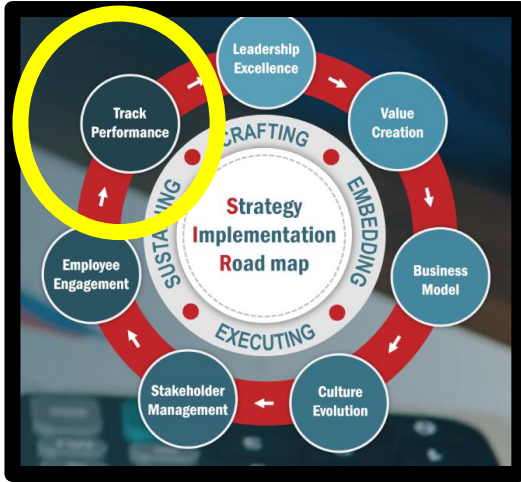 Leadership
Excellence
Value
Creation
Business
Model
Culture
Evolution
Stakeholder
Management
Employee
Engagement
Track
Performance
CRAFTING
EMBEDDING
EXECUTING
SUSTAINING
Strategy
Implementation
Road map